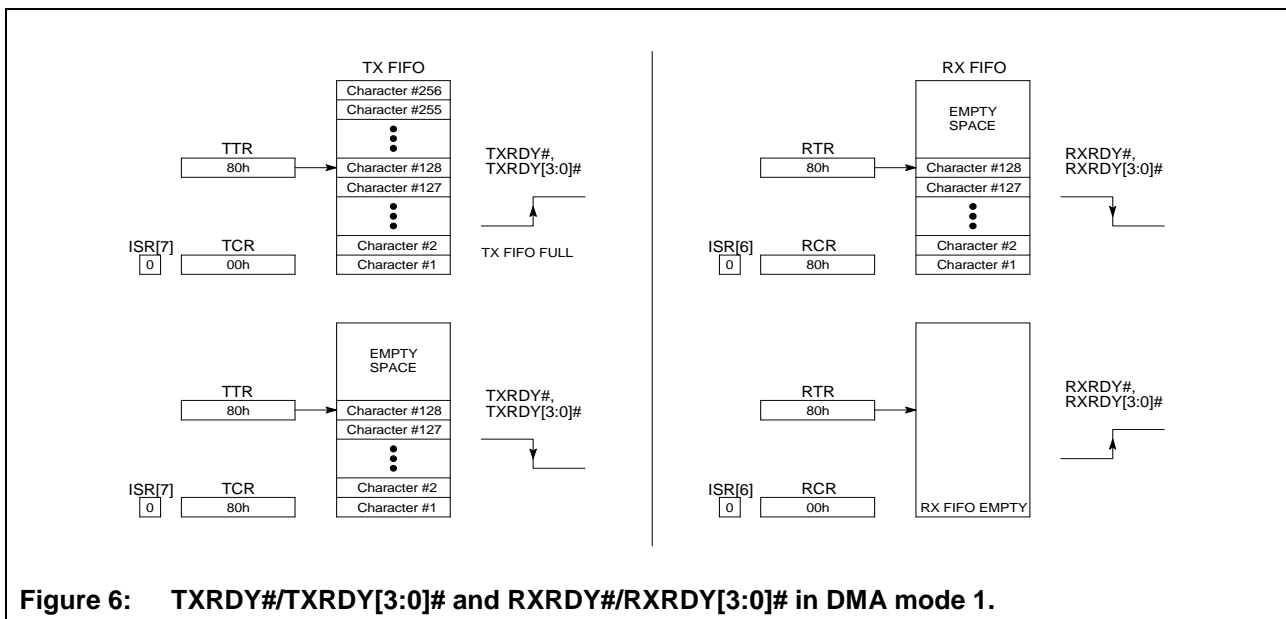 TX FIFO
Character #256
Character #255
TTR
80h
Character #128
Character #127
TXRDY#,
TXRDY[3:0]#
ISR[7]
0
TCR
00h
Character #2
Character #1
TX FIFO FULL
RX FIFO
EMPTY
SPACE
RTR
80h
Character #128
Character #127
RXRDY#,
RXRDY[3:0]#
ISR[6]
0
RCR
80h
Character #2
Character #1
EMPTY
SPACE
TTR
80h
Character #128
Character #127
TXRDY#,
TXRDY[3:0]#
ISR[7]
0
TCR
80h
Character #2
Character #1
RTR
80h
RXRDY#,
RXRDY[3:0]#
ISR[6]
0
RCR
00h
RX FIFO EMPTY
Figure 6: TXRDY#/TXRDY[3:0]# and RXRDY#/RXRDY[3:0]# in DMA mode 1.